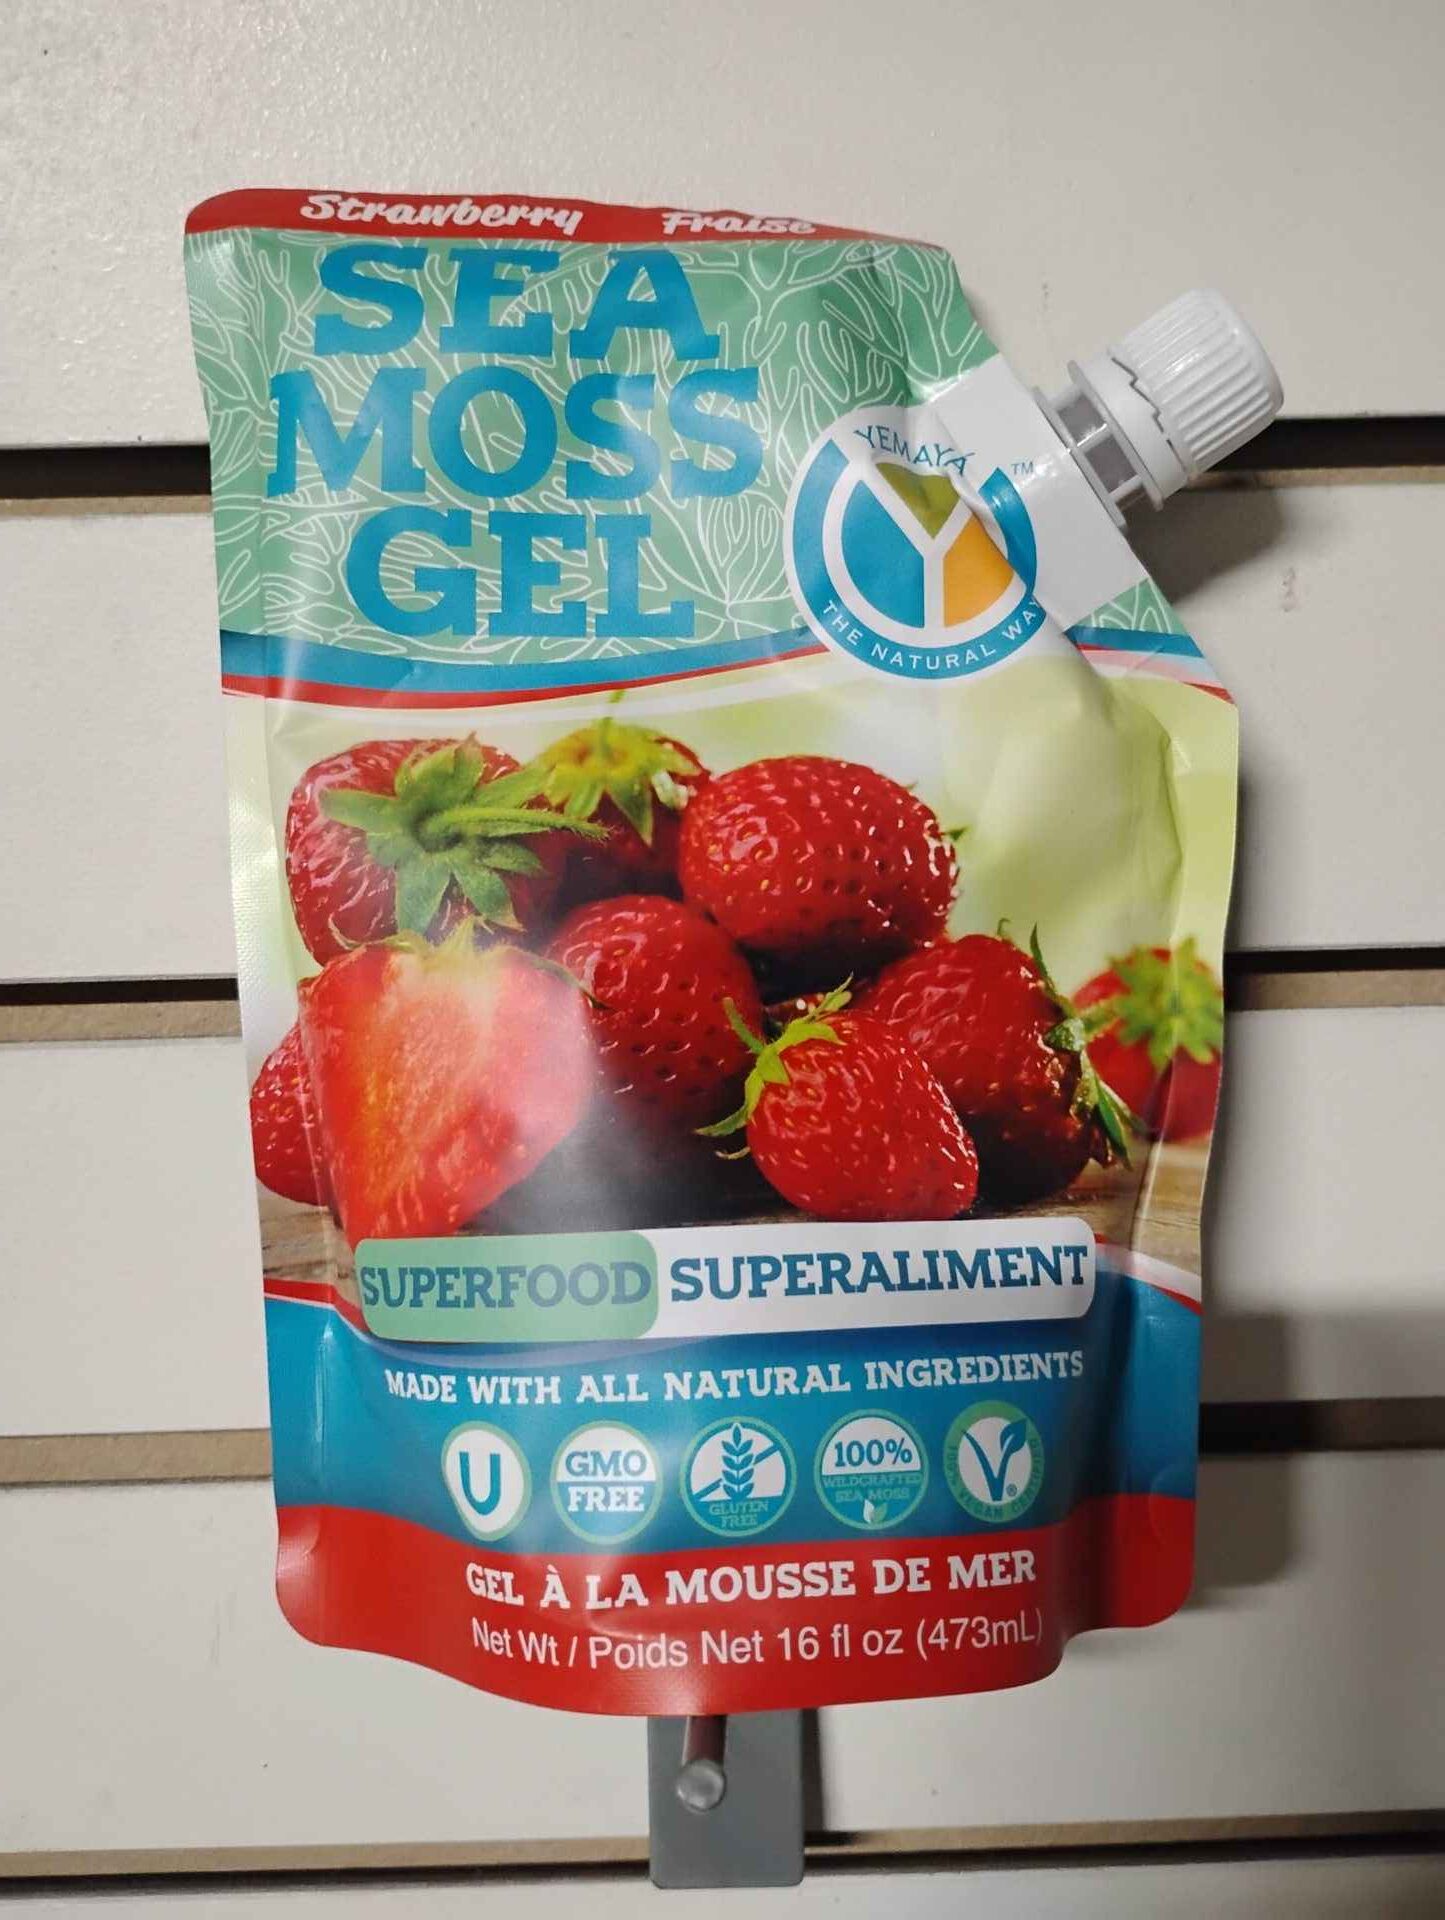 Strawberry Fraise
SEA
MOSS
GEL
YEMAYA
TM
THE NATURAL WAY
SUPERFOOD SUPERALIMENT
MADE WITH ALL NATURAL INGREDIENTS
U
GMO
FREE
GLUTEN
FREE
100%
WILDCRAFTED
SEA MOSS
V
®
GEL À LA MOUSSE DE MER
Net Wt / Poids Net 16 fl oz (473mL)